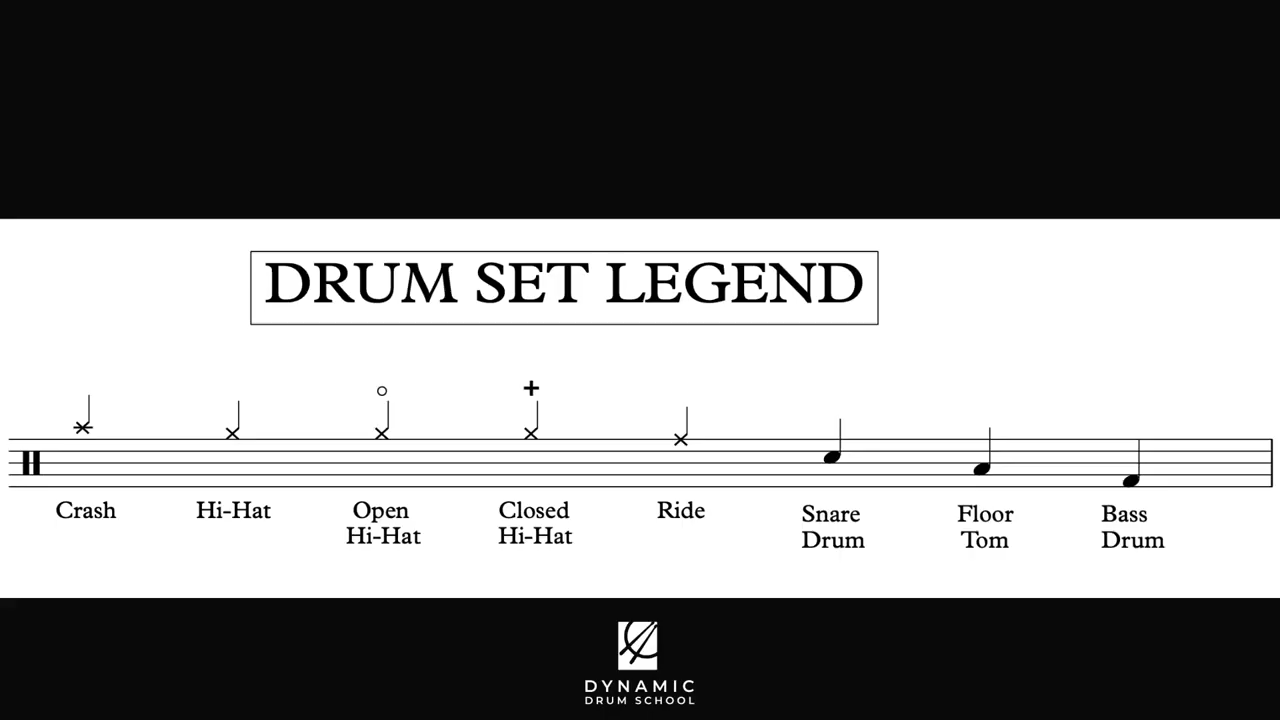 DRUM SET LEGEND
Crash
Hi-Hat
Open
Hi-Hat
Closed
Hi-Hat
Ride
Snare
Drum
Floor
Tom
Bass
Drum
DYNAMIC
DRUM SCHOOL